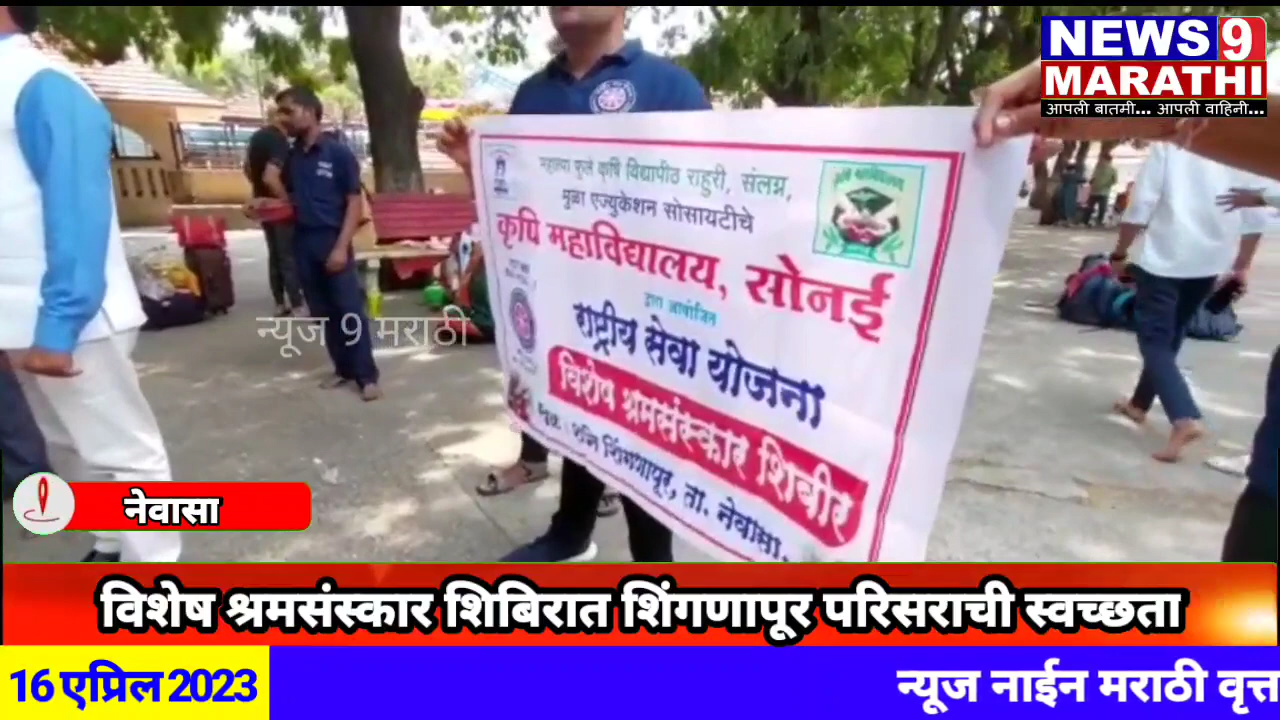 NEWS 9
MARATHI
आपली बातमी... आपली वाहिनी...
महात्मा फुले कृषि विद्यापीठ राहुरी, संलग्न,
मुळा एज्युकेशन सोसायटीचे
कृषि महाविद्यालय, सोनई
द्वारा आयोजित
राष्ट्रीय सेवा योजना
विशेष श्रमसंस्कार शिबीर
शनि शिंगणापूर, ता. नेवासा.
न्यूज 9 मराठी
नेवासा
विशेष श्रमसंस्कार शिबिरात शिंगणापूर परिसराची स्वच्छता
16 एप्रिल 2023
न्यूज नाईन मराठी वृत्त